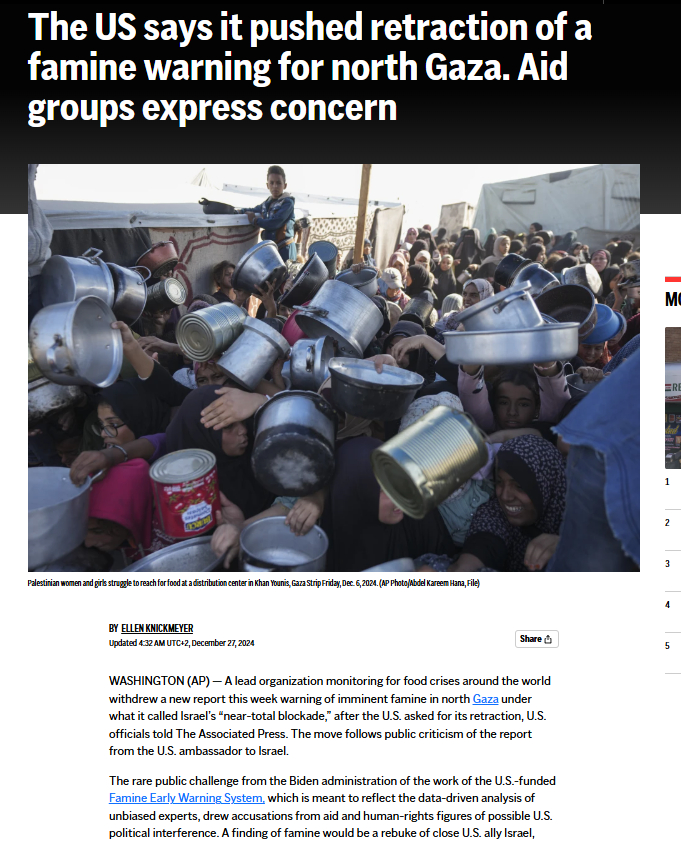 The US says it pushed retraction of a
famine warning for north Gaza. Aid
groups express concern
MO
Palestinian women and girls struggle to reach for food at a distribution center in Khan Younis, Gaza Strip Friday, Dec. 6, 2024. (AP Photo/Abdel Kareem Hana, File)
1
2
3
4
5
BY ELLEN KNICKMEYER
Updated 4:32 AM UTC+2, December 27, 2024
Share
WASHINGTON (AP) — A lead organization monitoring for food crises around the world
withdrew a new report this week warning of imminent famine in north Gaza under
what it called Israel’s “near-total blockade,” after the U.S. asked for its retraction, U.S.
officials told The Associated Press. The move follows public criticism of the report
from the U.S. ambassador to Israel.
The rare public challenge from the Biden administration of the work of the U.S.-funded
Famine Early Warning System, which is meant to reflect the data-driven analysis of
unbiased experts, drew accusations from aid and human-rights figures of possible U.S.
political interference. A finding of famine would be a rebuke of close U.S. ally Israel,